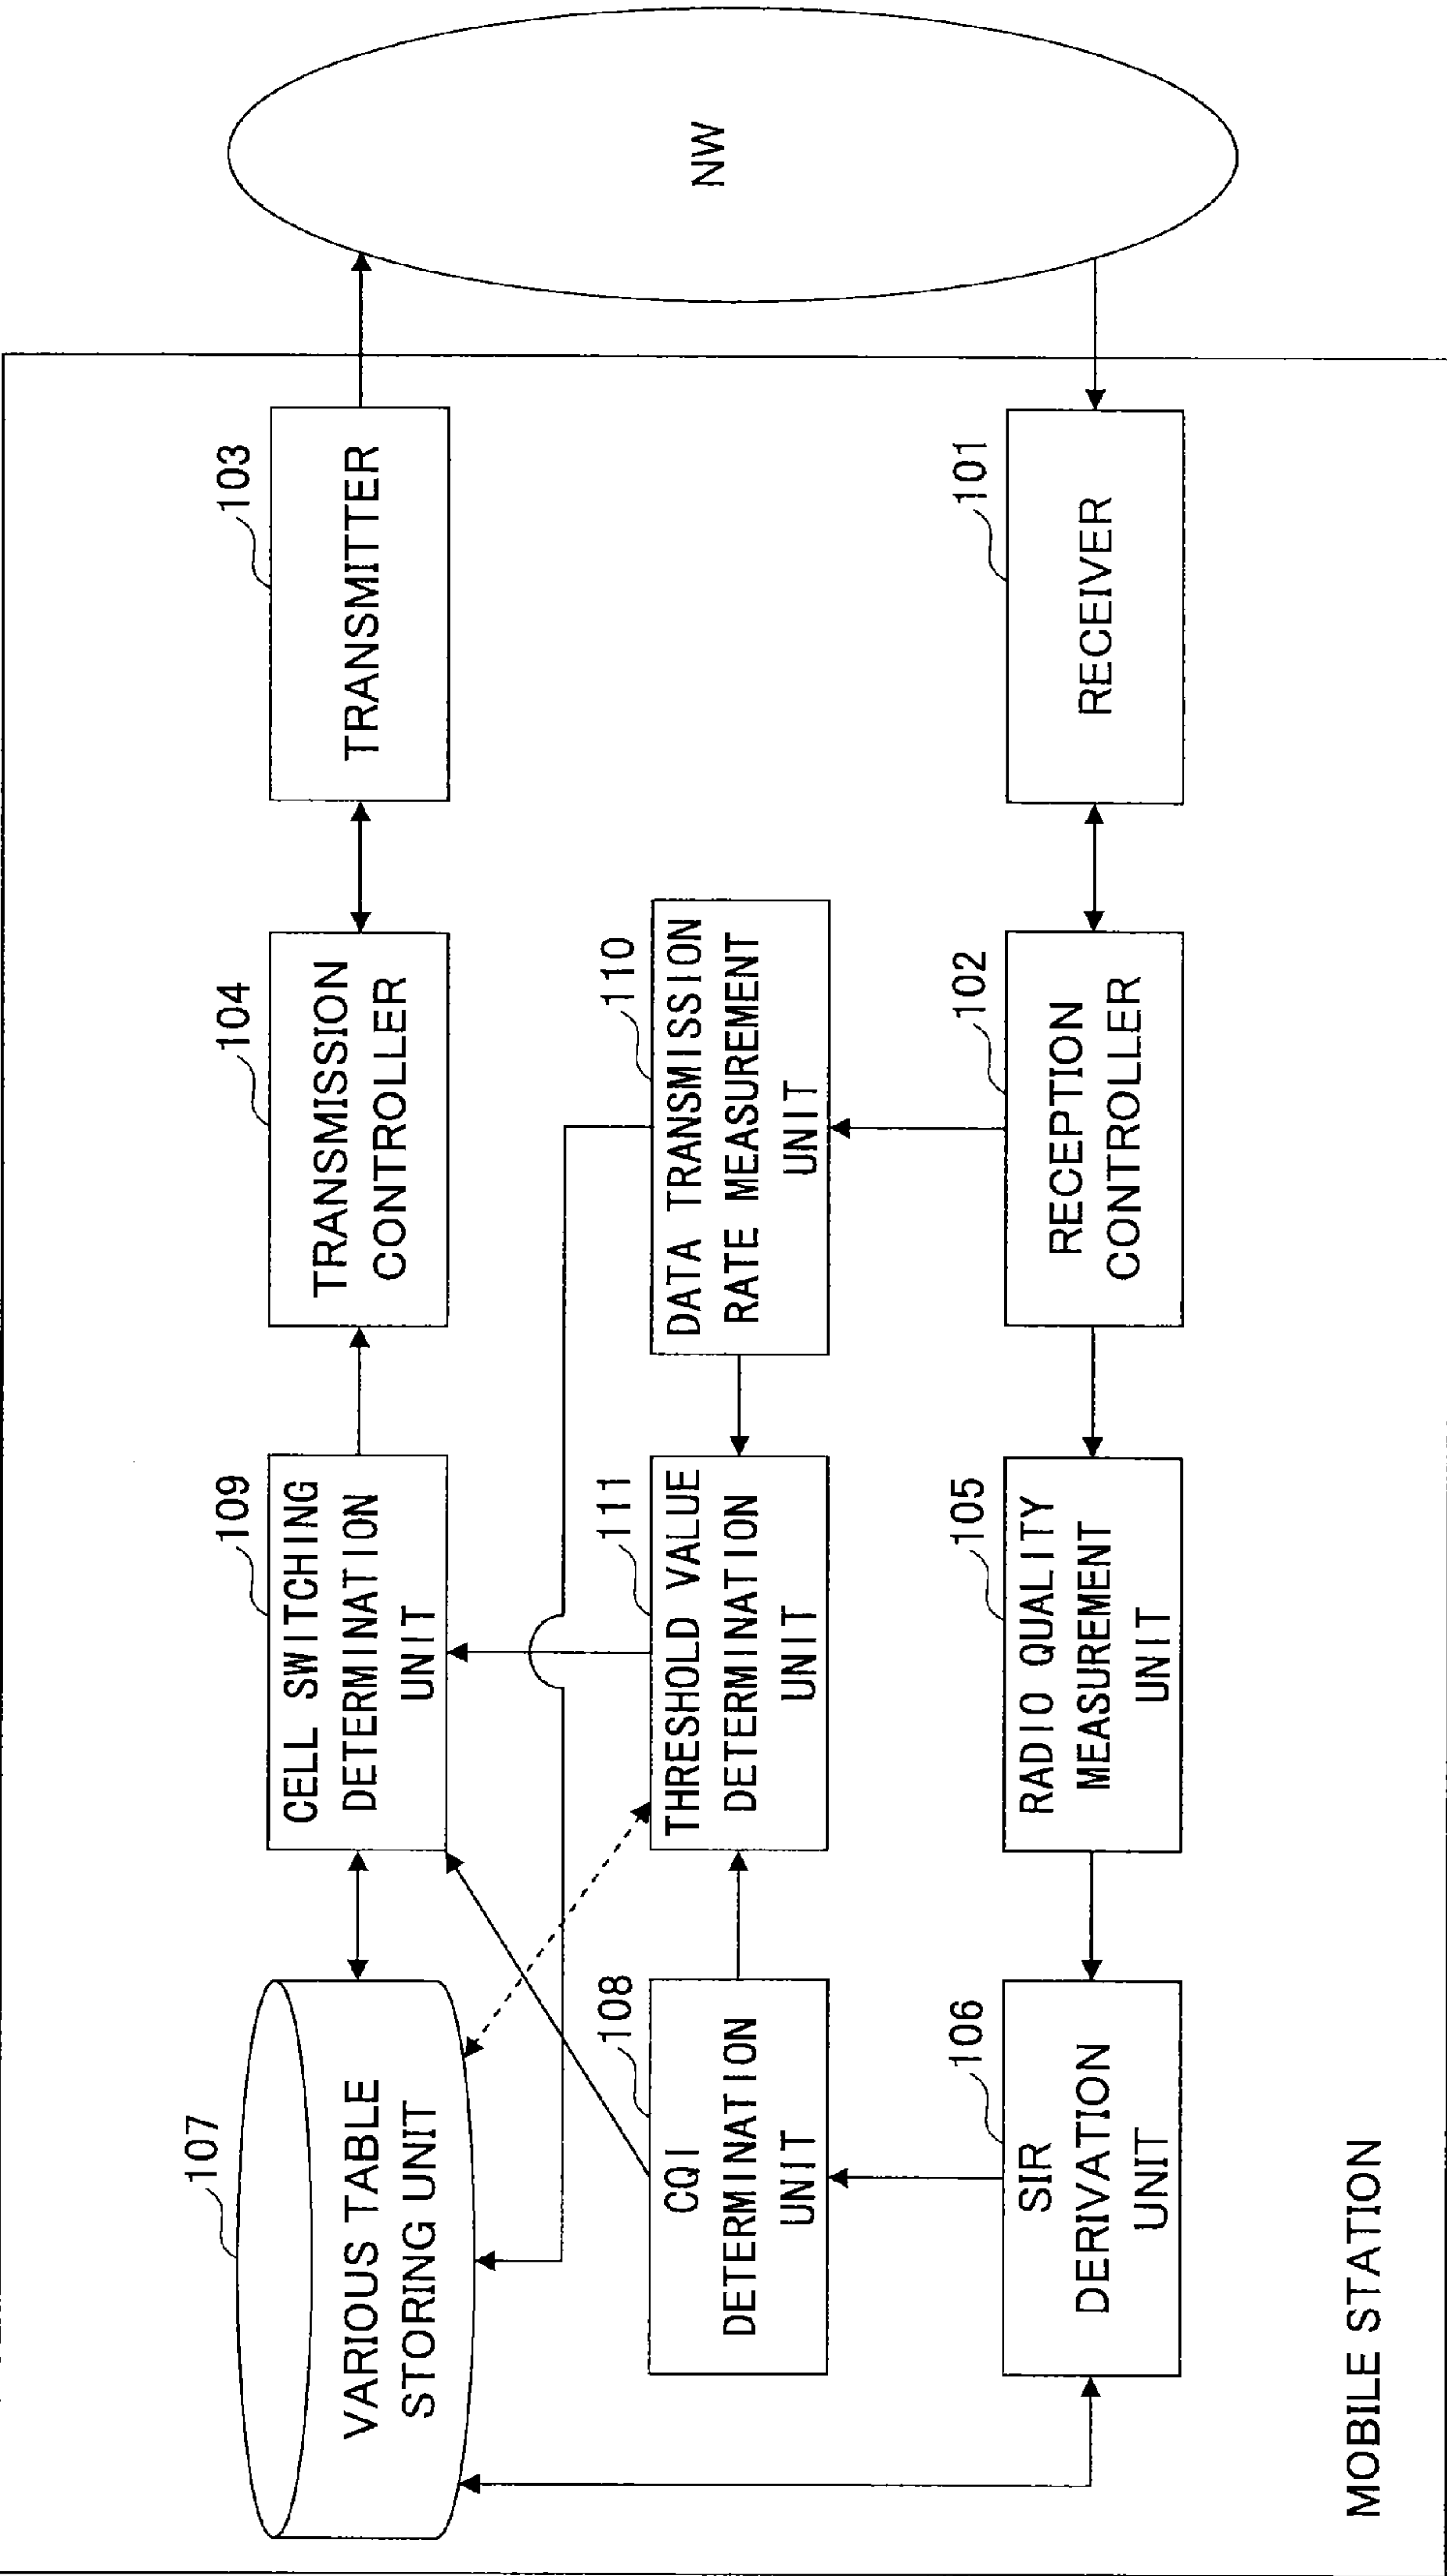 107
VARIOUS TABLE
STORING UNIT
109
CELL SWITCHING
DETERMINATION
UNIT
104
TRANSMISSION
CONTROLLER
103
TRANSMITTER
108
CQI
DETERMINATION
UNIT
111
THRESHOLD VALUE
DETERMINATION
UNIT
110
DATA TRANSMISSION
RATE MEASUREMENT
UNIT
NW
106
SIR
DERIVATION
UNIT
105
RADIO QUALITY
MEASUREMENT
UNIT
102
RECEPTION
CONTROLLER
101
RECEIVER
MOBILE STATION